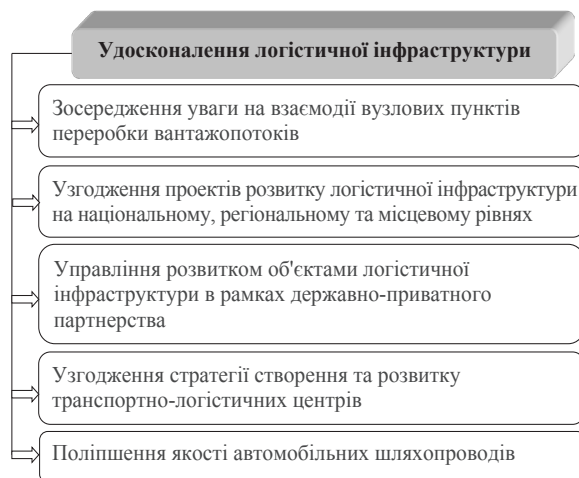 Удосконалення логістичної інфраструктури
Зосередження уваги на взаємодії вузлових пунктів
переробки вантажопотоків
Узгодження проектів розвитку логістичної інфраструктури
на національному, регіональному та місцевому рівнях
Управління розвитком об'єктами логістичної
інфраструктури в рамках державно-приватного
партнерства
Узгодження стратегії створення та розвитку
транспортно-логістичних центрів
Поліпшення якості автомобільних шляхопроводів